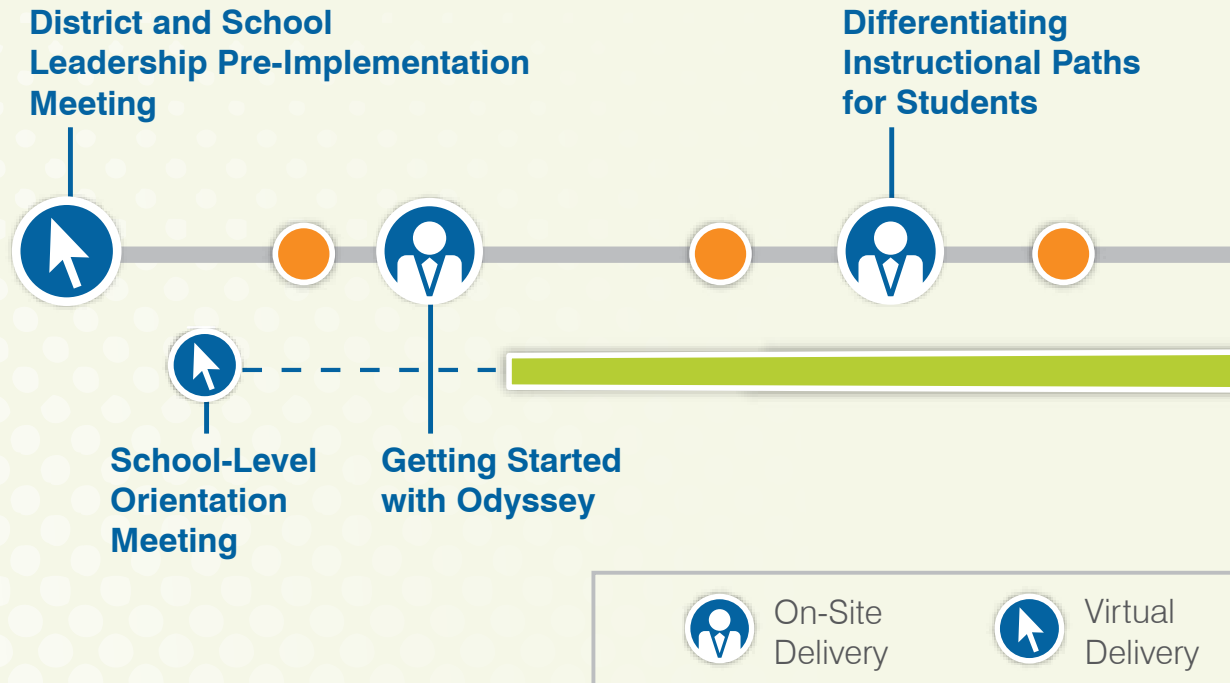 District and School
Leadership Pre-Implementation
Meeting
Differentiating
Instructional Paths
for Students
School-Level
Orientation
Meeting
Getting Started
with Odyssey
On-Site
Delivery
Virtual
Delivery